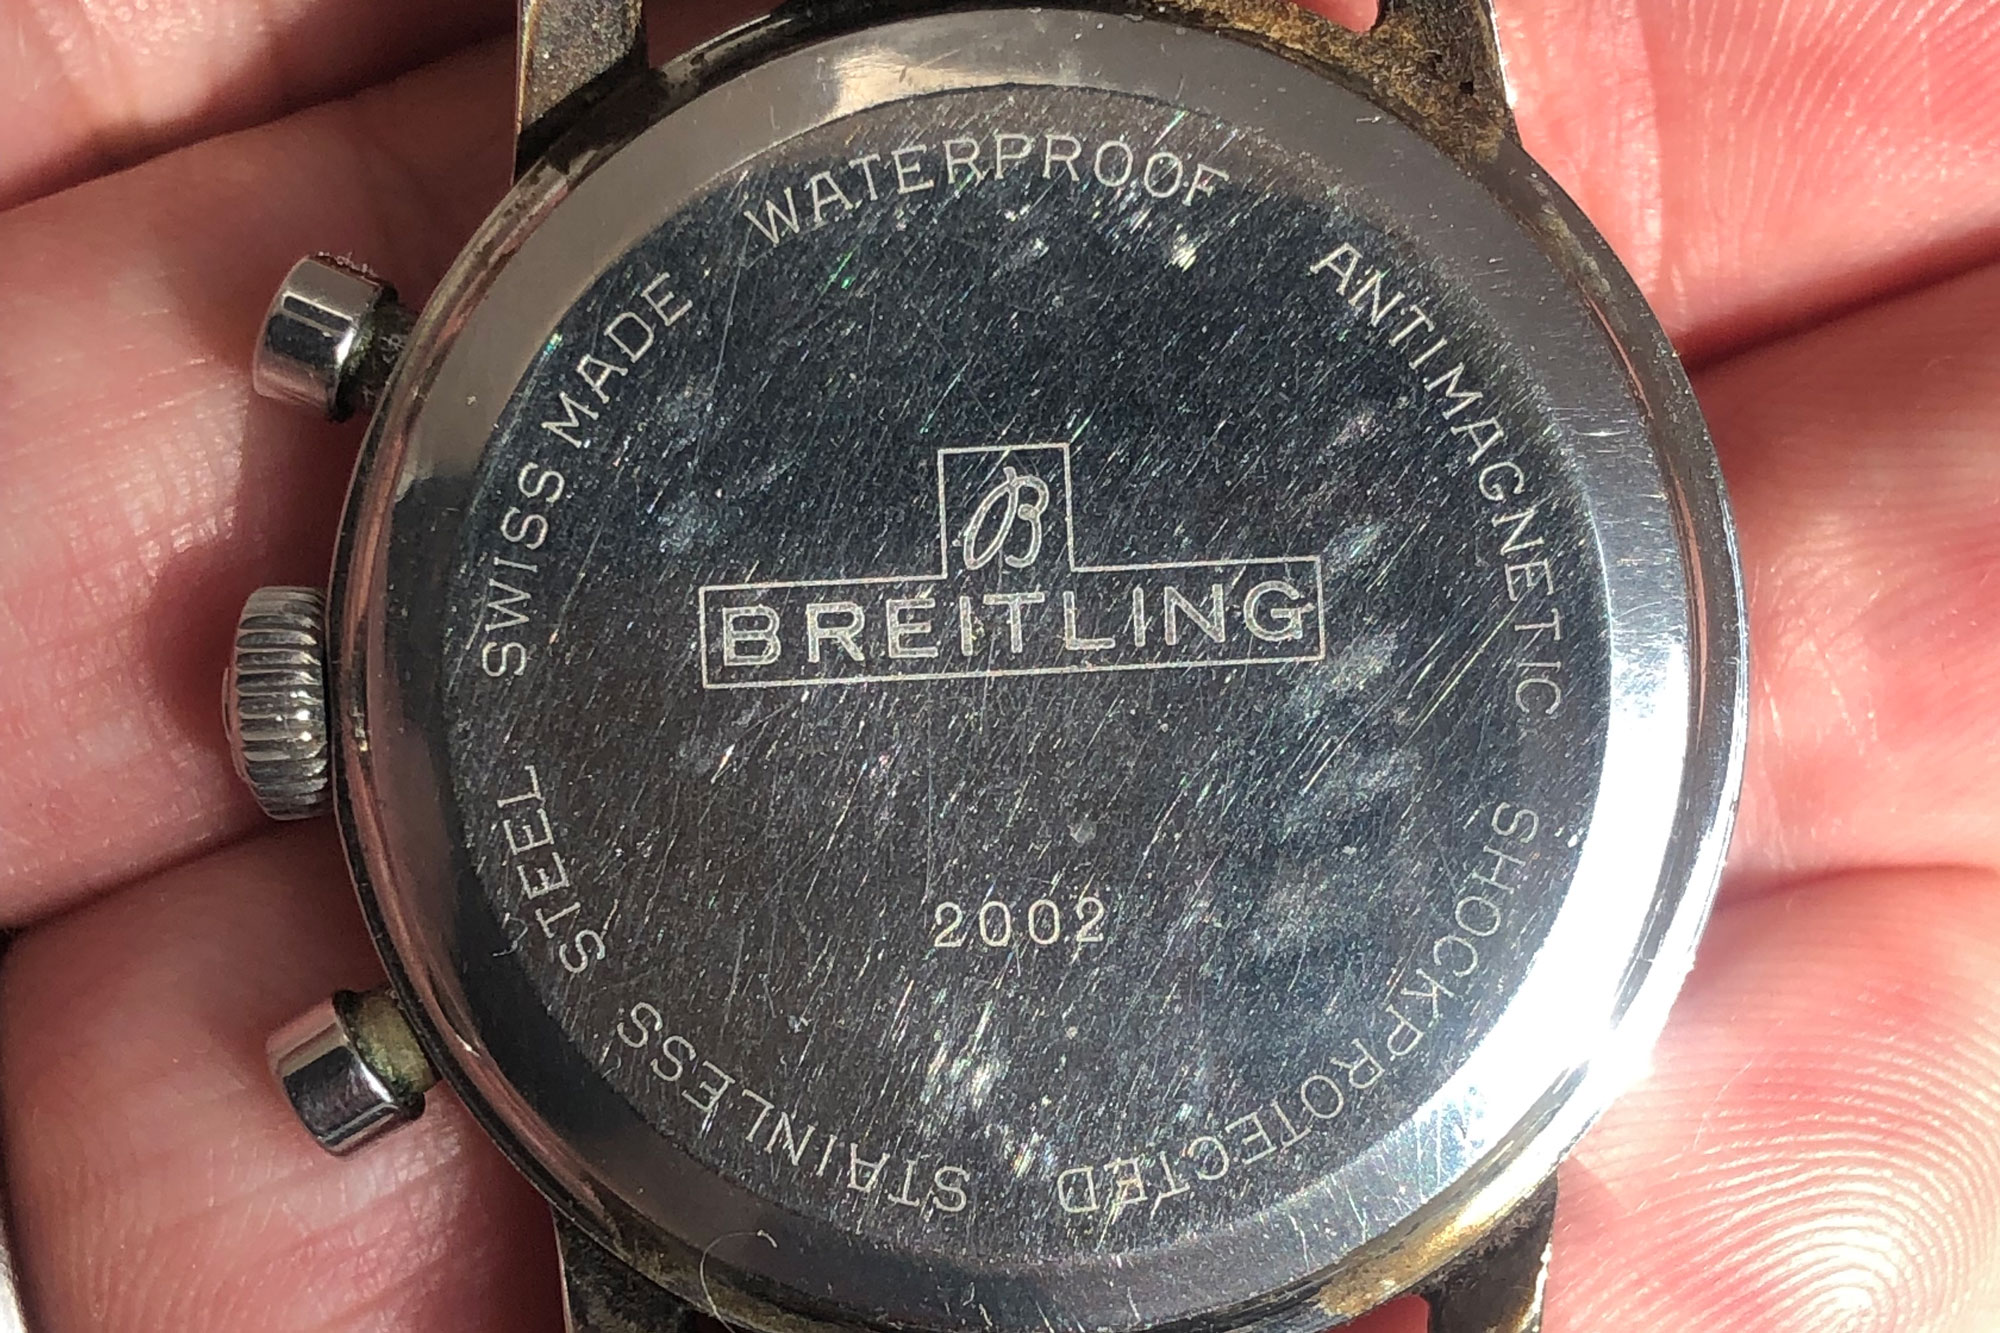 WATERPROOF ANTIMAGNETIC SHOCKPROTECTED STAINLESS STEEL SWISS MADE
B
BREITLING
2002